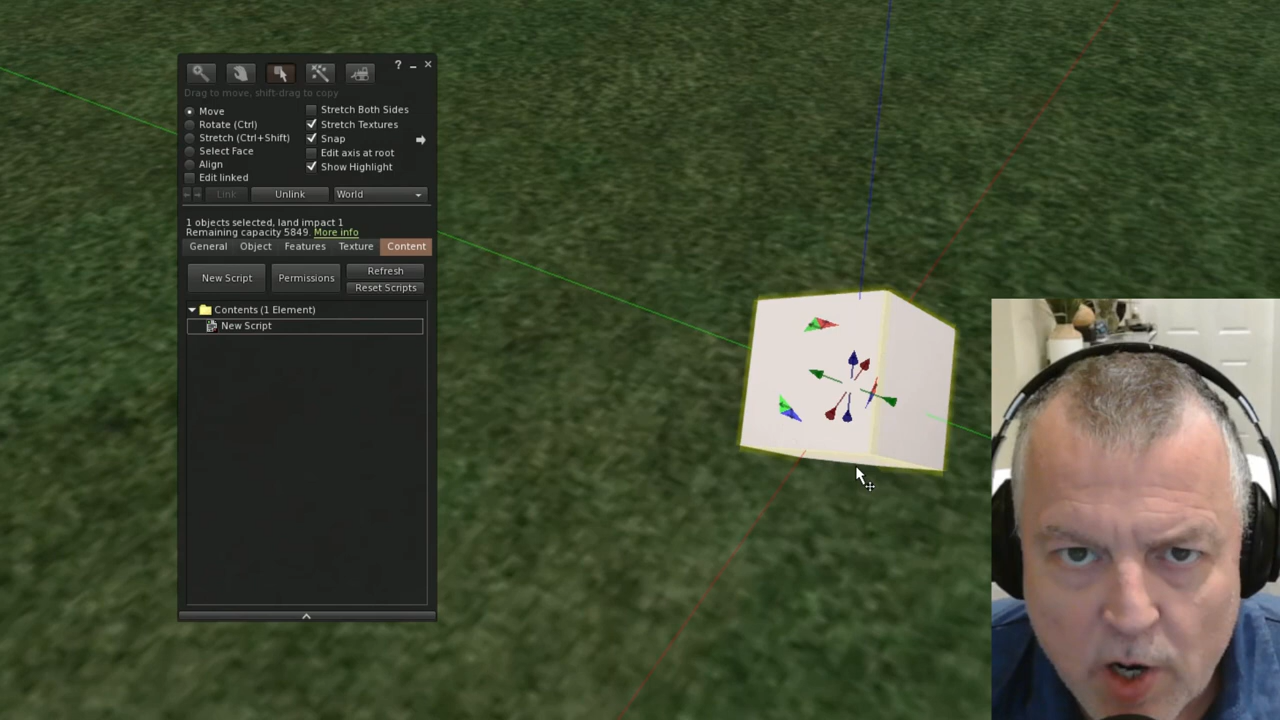 ?
Drag to move, shift-drag to copy
Move
Stretch Both Sides
Rotate (Ctrl)
Stretch Textures
Stretch (Ctrl+Shift)
Snap
Select Face
Edit axis at root
Align
Show Highlight
Edit linked
Link
Unlink
World
1 objects selected, land impact 1
Remaining capacity 5849. More info
General
Object
Features
Texture
Content
New Script
Permissions
Refresh
Reset Scripts
Contents (1 Element)
New Script